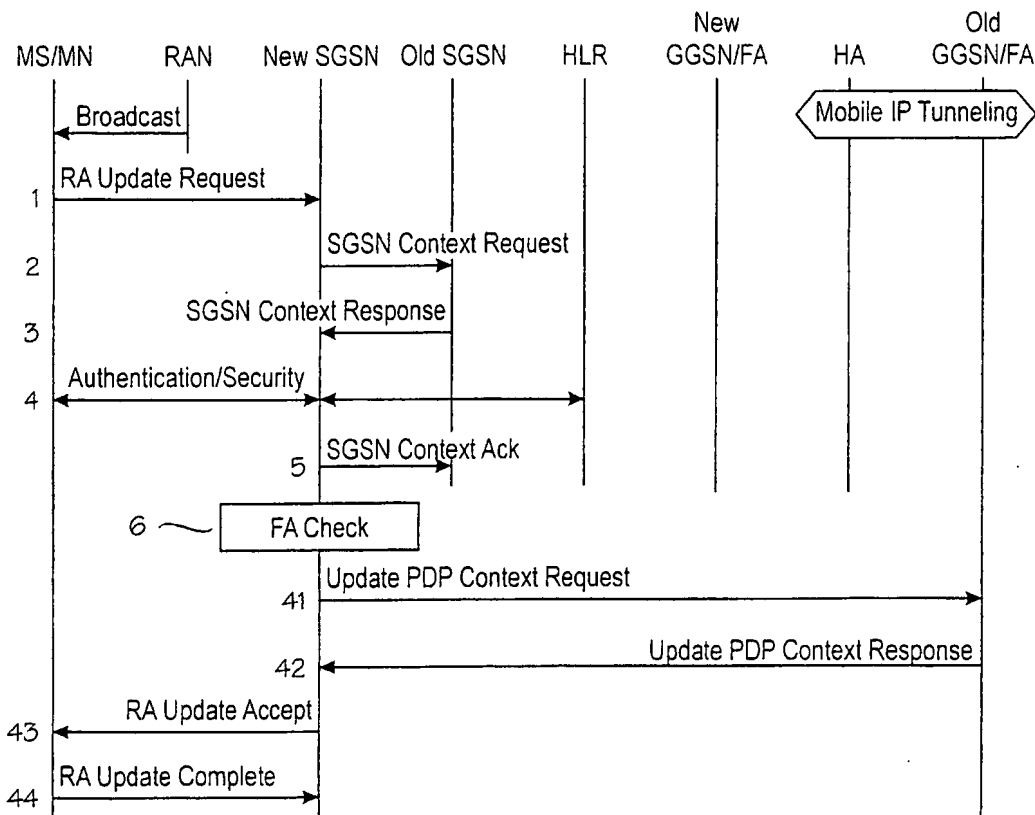 New
Old
MS/MN RAN New SGSN Old SGSN HLR GGSN/FA HA GGSN/FA
Mobile IP Tunneling
Broadcast
RA Update Request
1
SGSN Context Request
2
SGSN Context Response
3
Authentication/Security
4
SGSN Context Ack
5
6 FA Check
Update PDP Context Request
41
Update PDP Context Response
42
RA Update Accept
43
RA Update Complete
44